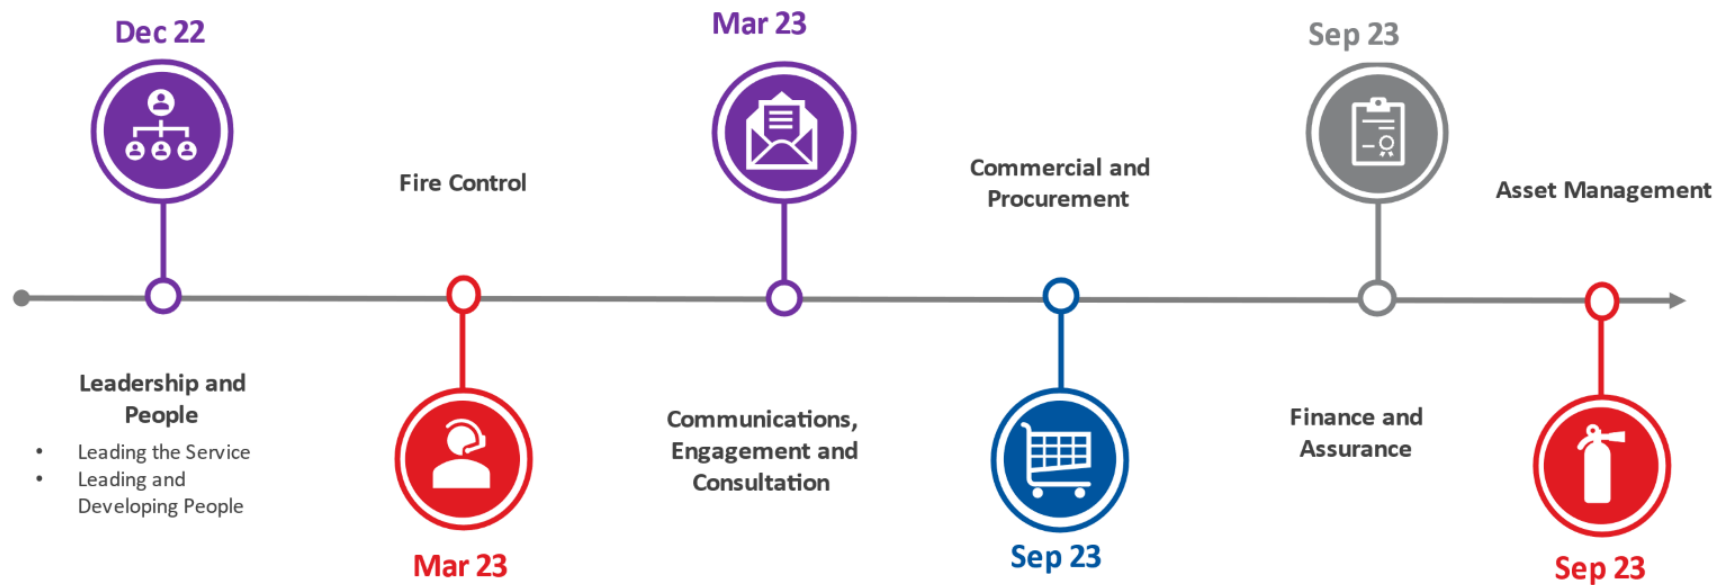 Dec 22
Leadership and
People
• Leading the Service
• Leading and
Developing People
Fire Control
Mar 23
Mar 23
Communications,
Engagement and
Consultation
Commercial and
Procurement
Sep 23
Sep 23
Finance and
Assurance
Asset Management
Sep 23